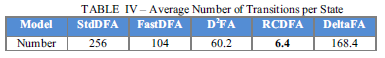 TABLE IV – Average Number of Transitions per State
Model StdDFA FastDFA D²FA RCDFA DeltaFA
Number 256 104 60.2 6.4 168.4